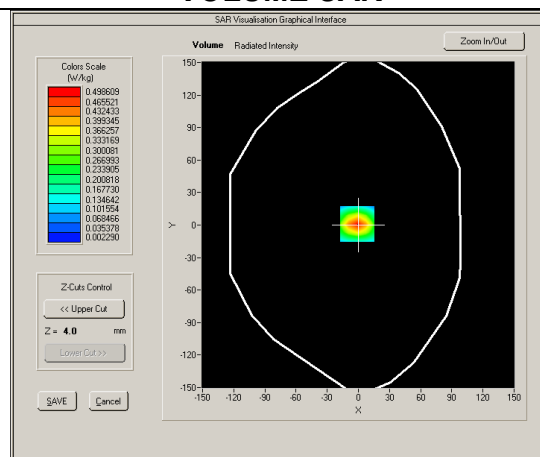 VOLUME SAR
SAR Visualisation Graphical Interface
Volume Radiated Intensity
Zoom In/Out
Colors Scale
(W/kg)
0.498609
0.465521
0.432433
0.399345
0.366257
0.333169
0.300081
0.266993
0.233905
0.200818
0.167730
0.134642
0.101554
0.068466
0.035378
0.002290
Z-Cuts Control
<< Upper Cut
Z = 4.0 mm
Lower Cut >>
SAVE
Cancel
150
120
90
60
30
0
-30
-60
-90
-120
-150
Y
-150 -120 -90 -60 -30 0 30 60 90 120 150
X